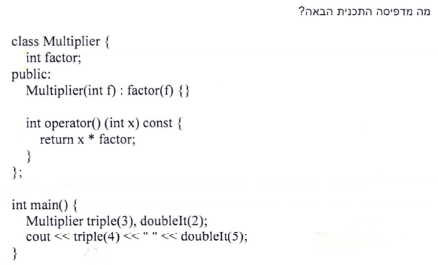 מה מדפיסה התכנית הבאה?
class Multiplier {
int factor;
public:
Multiplier(int f) : factor(f) {}
int operator() (int x) const {
return x * factor;
}
};
int main() {
Multiplier triple(3), doubleIt(2);
cout << triple(4) << " " << doubleIt(5);
}